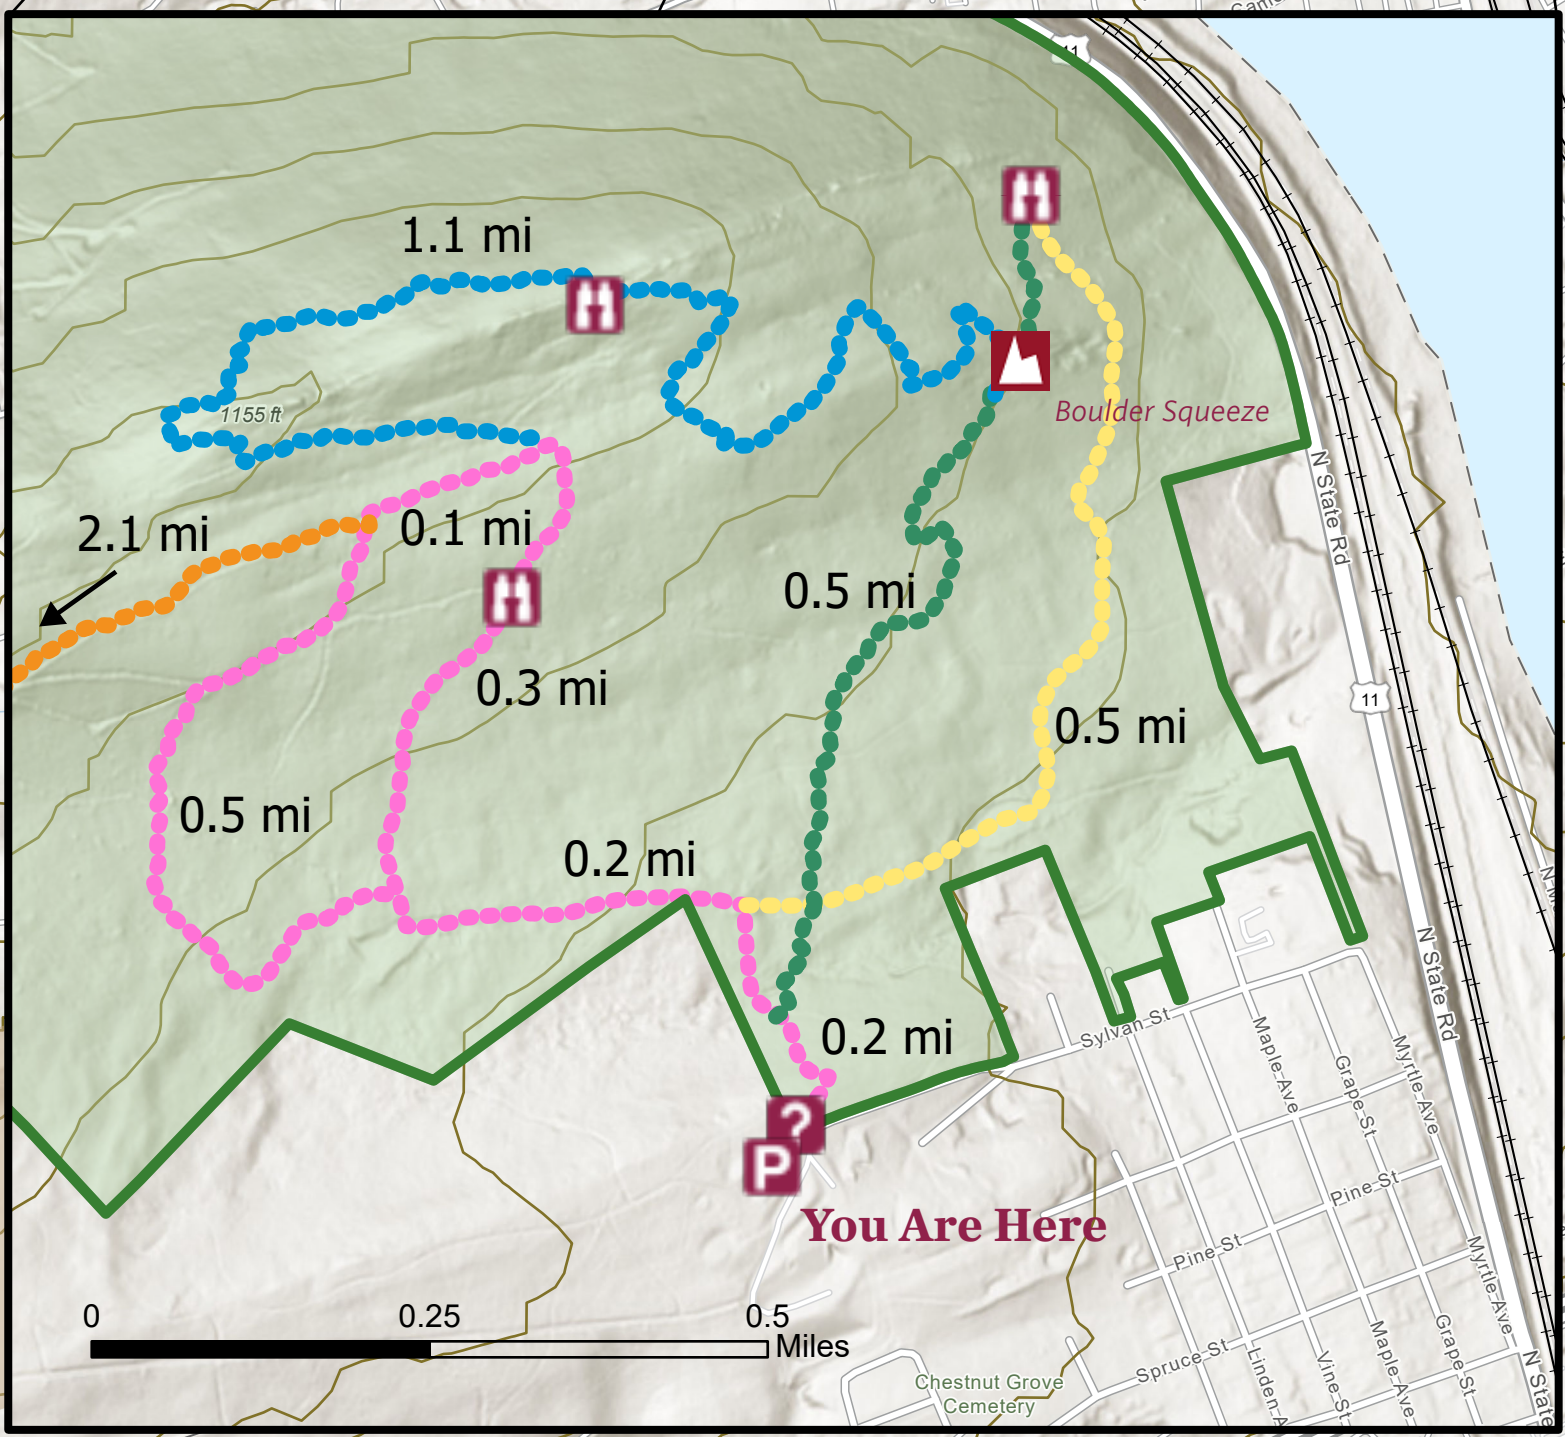 11
1.1 mi
1155 ft
Boulder Squeeze
2.1 mi
0.1 mi
N State Rd
0.5 mi
0.3 mi
11
0.5 mi
0.5 mi
0.2 mi
N State Rd
0.2 mi
Sylvan St
Maple Ave
Grape St
Myrtle Ave
?
P
You Are Here
Pine St
Pine St
Myrtle Ave
0 0.25 0.5
Miles
Spruce St
Linden A
Vine St
Maple Ave
Grape St
N State
Chestnut Grove
Cemetery